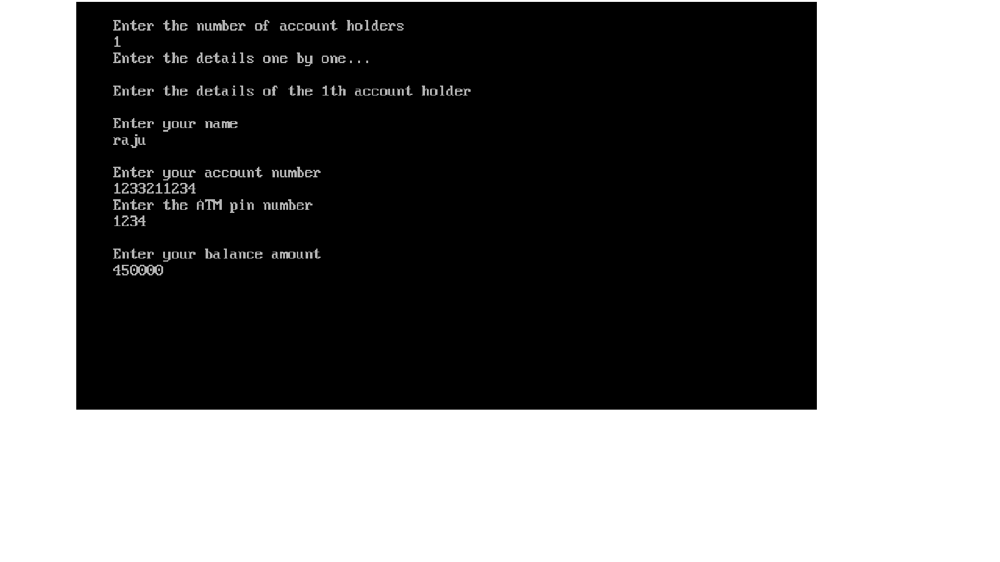 Enter the number of account holders
1
Enter the details one by one...
Enter the details of the 1th account holder
Enter your name
raju
Enter your account number
1233211234
Enter the ATM pin number
1234
Enter your balance amount
450000